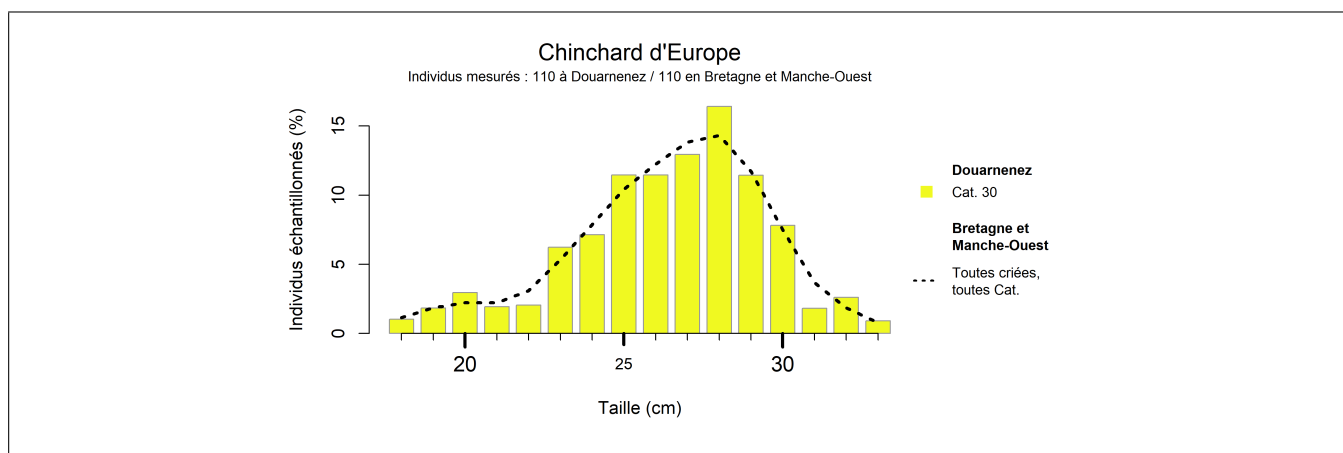 Chinchard d'Europe
Individus mesurés : 110 à Douarnenez / 110 en Bretagne et Manche-Ouest
Individus échantillonnés (%)
15
10
5
0
20
25
30
Taille (cm)
Douarnenez
Cat. 30
Bretagne et
Manche-Ouest
Toutes criées,
toutes Cat.